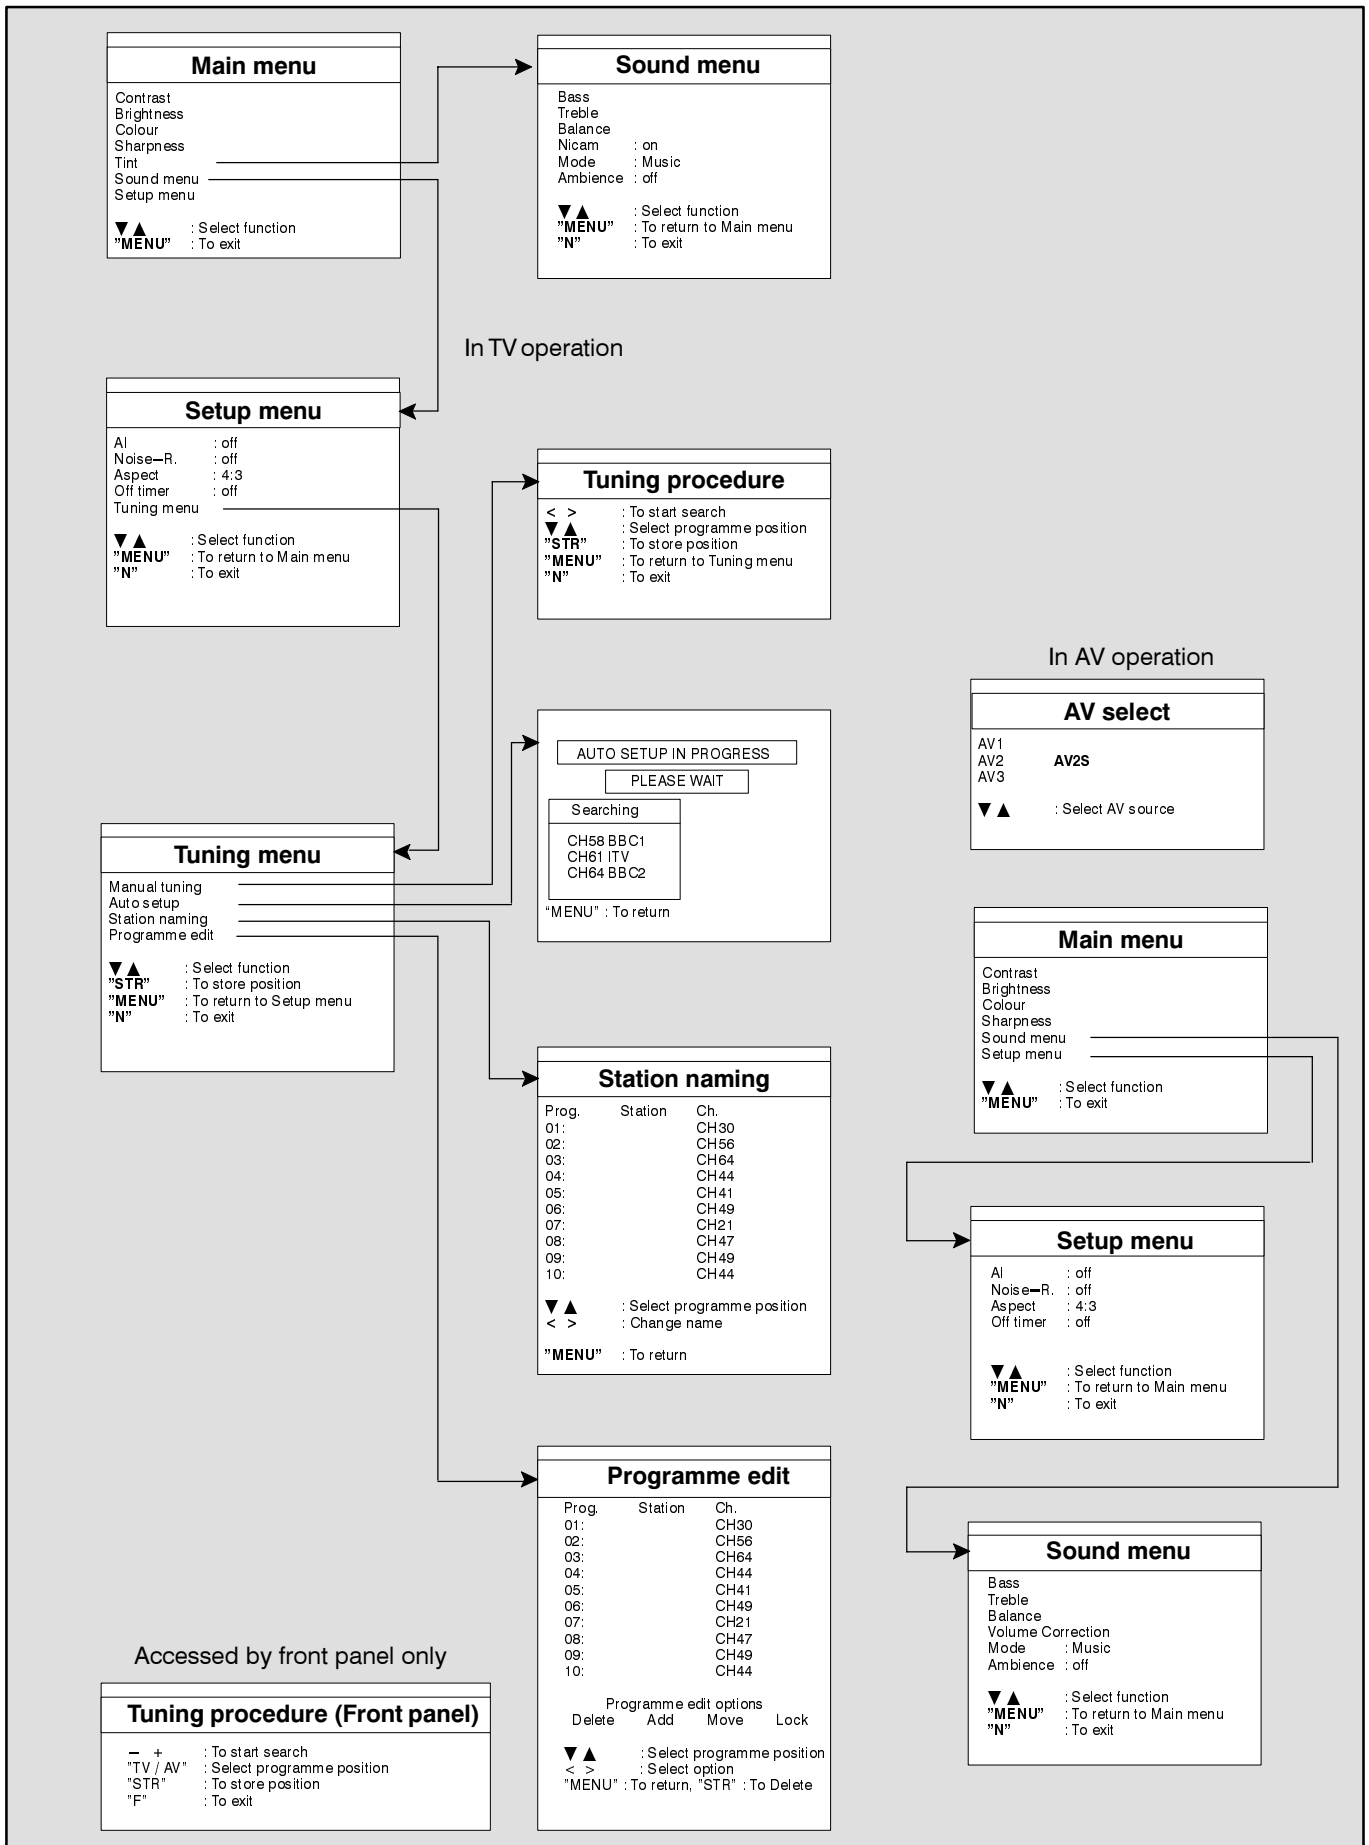 Main menu
Contrast
Brightness
Colour
Sharpness
Tint
Sound menu
Setup menu
▼ ▲ : Select function
"MENU" : To exit
Sound menu
Bass
Treble
Balance
Nicam : on
Mode : Music
Ambience : off
▼ ▲ : Select function
"MENU" : To return to Main menu
"N" : To exit
In TV operation
Setup menu
AI : off
Noise–R. : off
Aspect : 4:3
Off timer : off
Tuning menu
▼ ▲ : Select function
"MENU" : To return to Main menu
"N" : To exit
Tuning procedure
< > : To start search
▼ ▲ : Select programme position
"STR" : To store position
"MENU" : To return to Tuning menu
"N" : To exit
AUTO SETUP IN PROGRESS
PLEASE WAIT
Searching
CH58 BBC1
CH61 ITV
CH64 BBC2
"MENU" : To return
Tuning menu
Manual tuning
Auto setup
Station naming
Programme edit
▼ ▲ : Select function
"STR" : To store position
"MENU" : To return to Setup menu
"N" : To exit
Station naming
Prog. Station Ch.
01: CH30
02: CH56
03: CH64
04: CH44
05: CH41
06: CH49
07: CH21
08: CH47
09: CH49
10: CH44
▼ ▲ : Select programme position
< > : Change name
"MENU" : To return
Programme edit
Prog. Station Ch.
01: CH30
02: CH56
03: CH64
04: CH44
05: CH41
06: CH49
07: CH21
08: CH47
09: CH49
10: CH44
Programme edit options
Delete Add Move Lock
▼ ▲ : Select programme position
< > : Select option
"MENU" : To return, "STR" : To Delete
Accessed by front panel only
Tuning procedure (Front panel)
– + : To start search
"TV / AV" : Select programme position
"STR" : To store position
"F" : To exit
In AV operation
AV select
AV1
AV2 AV2S
AV3
▼ ▲ : Select AV source
Main menu
Contrast
Brightness
Colour
Sharpness
Sound menu
Setup menu
▼ ▲ : Select function
"MENU" : To exit
Setup menu
AI : off
Noise–R. : off
Aspect : 4:3
Off timer : off
▼ ▲ : Select function
"MENU" : To return to Main menu
"N" : To exit
Sound menu
Bass
Treble
Balance
Volume Correction
Mode : Music
Ambience : off
▼ ▲ : Select function
"MENU" : To return to Main menu
"N" : To exit